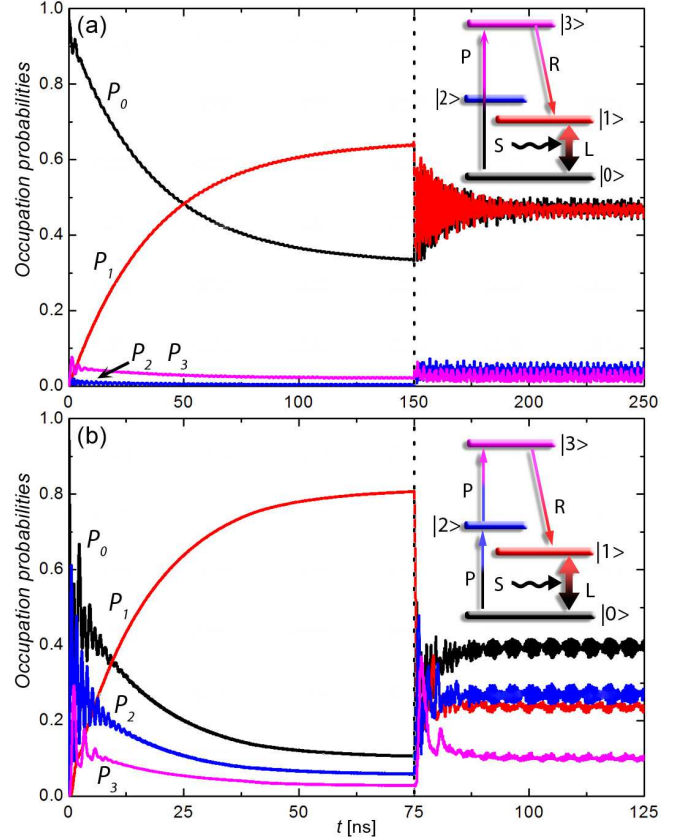 (a)
Occupation probabilities
1.0
0.8
0.6
0.4
0.2
0.0
P0
P1
P2 P3
|3>
P
R
|2>
|1>
S
L
|0>
0 50 100 150 200 250
(b)
Occupation probabilities
1.0
0.8
0.6
0.4
0.2
0.0
P0
P1
P2
P3
|3>
P
R
|2>
|1>
P
S
L
|0>
0 25 50 75 100 125
t [ns]